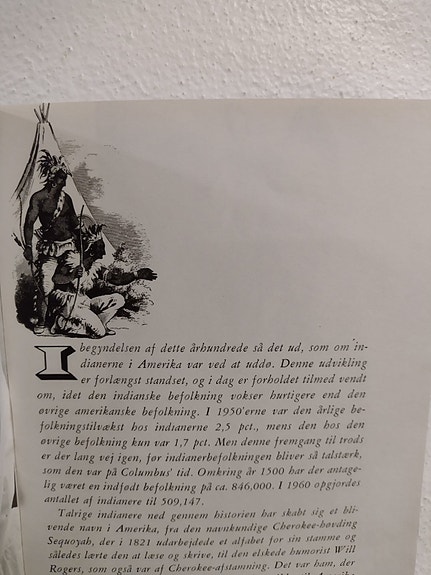 I begyndelsen af dette århundrede så det ud, som om in-
dianerne i Amerika var ved at uddø. Denne udvikling
er forlængst standset, og i dag er forholdet tilmed vendt
om, idet den indianske befolkning vokser hurtigere end den
øvrige amerikanske befolkning. I 1950'erne var den årlige be-
folkningstilvækst hos indianerne 2,5 pct., mens den hos den
øvrige befolkning kun var 1,7 pct. Men denne fremgang til trods
er der lang vej igen, før indianerbefolkningen bliver så talstærk,
som den var på Columbus' tid. Omkring år 1500 har der antage-
lig været en indfødt befolkning på ca. 846,000. I 1960 opgjordes
antallet af indianere til 509,147.
Talrige indianere ned gennem historien har skabt sig et bli-
vende navn i Amerika, fra den navnkundige Cherokee-høvding
Sequoyah, der i 1821 udarbejdede et alfabet for sin stamme og
således lærte den at læse og skrive, til den elskede humorist Will
Rogers, som også var af Cherokee-afstamning. Det var ham, der